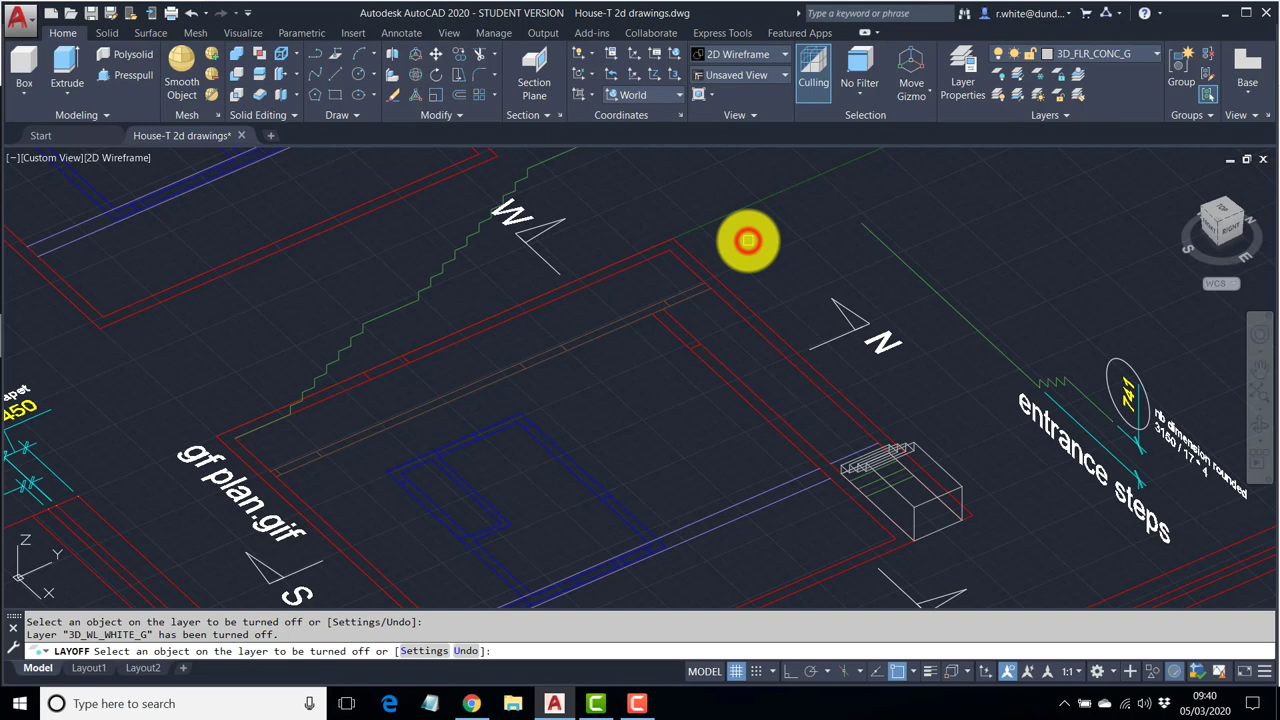 Autodesk AutoCAD 2020 - STUDENT VERSION House-T 2d drawings.dwg
Type a keyword or phrase
r.white@dund...
Home Solid Surface Mesh Visualize Parametric Insert Annotate View Manage Output Add-ins Collaborate Express Tools Featured Apps
Box
Extrude
Polysolid
Presspull
Smooth
Object
Section
Plane
World
2D Wireframe
Unsaved View
Culling
No Filter
Move
Gizmo
Layer
Properties
3D_FLR_CONC_G
Group
Base
Modeling Mesh Solid Editing Draw Modify Section Coordinates View Selection Layers Groups View
Start House-T 2d drawings*
[−][Custom View][2D Wireframe]
TOP
RIGHT
S
E
WCS
W
N
apet
450
741
nb dimension rounded
3150 / 17 * 4
entrance steps
gf plan.gif
S
Z
Y
X
Select an object on the layer to be turned off or [Settings/Undo]:
Layer "3D_WL_WHITE_G" has been turned off.
LAYOFF Select an object on the layer to be turned off or [Settings Undo]:
Model Layout1 Layout2
MODEL
1:1
Type here to search
09:40
05/03/2020